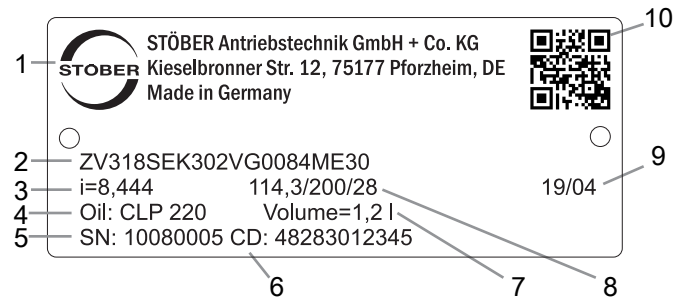 10
STÖBER Antriebstechnik GmbH + Co. KG
1 STÖBER Kieselbronner Str. 12, 75177 Pforzheim, DE
Made in Germany
9
2 ZV318SEK302VG0084ME30
3 i=8,444 114,3/200/28 19/04
4 Oil: CLP 220 Volume=1,2 l
5 SN: 10080005 CD: 48283012345
6 7 8